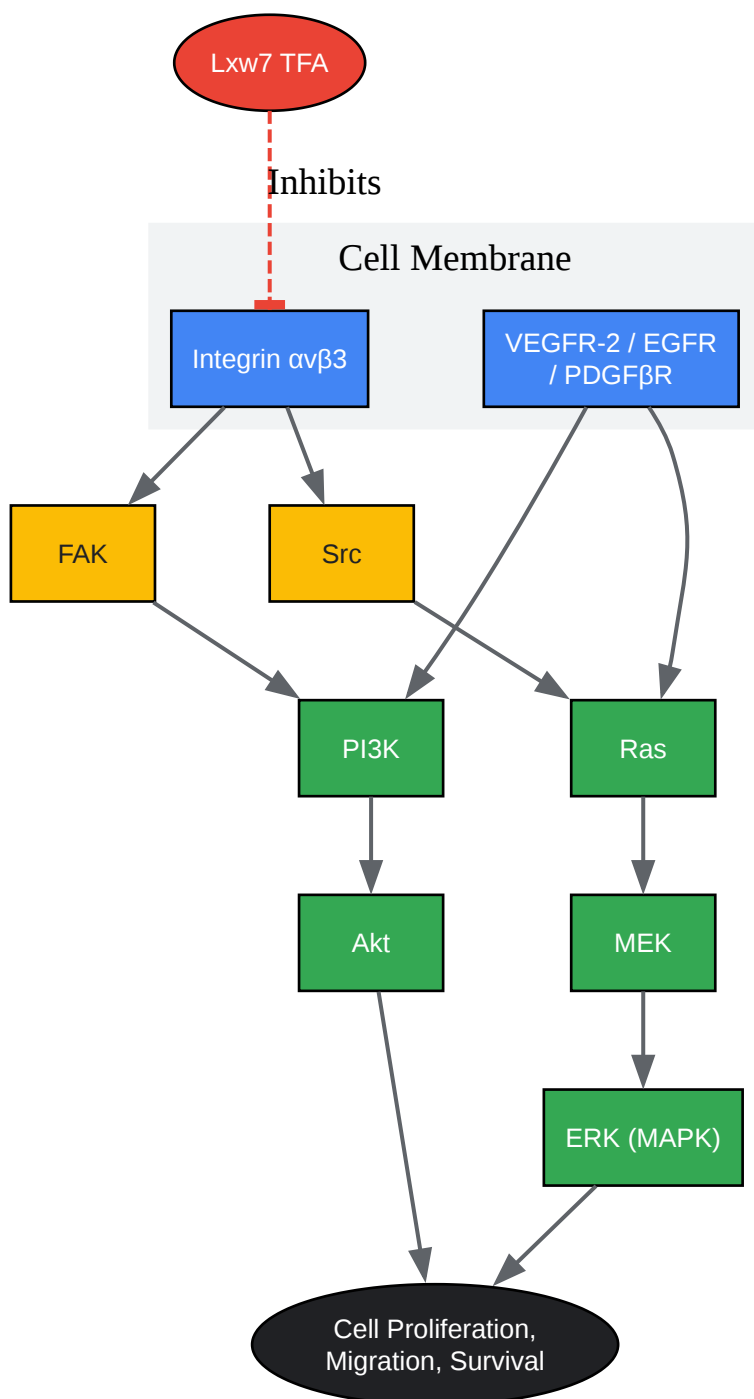 Lxw7 TFA
Inhibits
Cell Membrane
Integrin αvβ3
VEGFR-2 / EGFR
/ PDGFβR
FAK
Src
PI3K
Ras
Akt
MEK
ERK (MAPK)
Cell Proliferation,
Migration, Survival